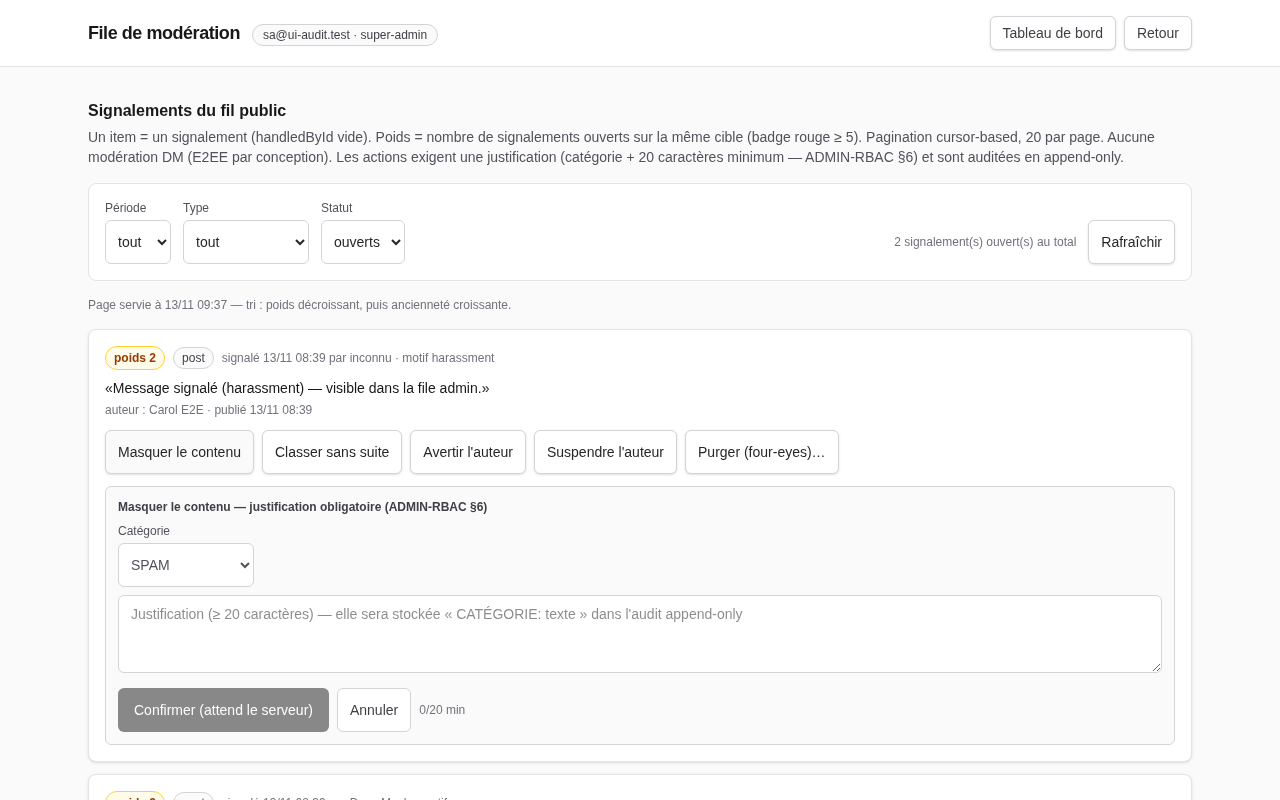 File de modération
sa@ui-audit.test · super-admin
Tableau de bord
Retour
Signalements du fil public
Un item = un signalement (handledById vide). Poids = nombre de signalements ouverts sur la même cible (badge rouge ≥ 5). Pagination cursor-based, 20 par page. Aucune
modération DM (E2EE par conception). Les actions exigent une justification (catégorie + 20 caractères minimum — ADMIN-RBAC §6) et sont auditées en append-only.
Période
Type
Statut
tout
tout
ouverts
2 signalement(s) ouvert(s) au total
Rafraîchir
Page servie à 13/11 09:37 — tri : poids décroissant, puis ancienneté croissante.
poids 2
post
signalé 13/11 08:39 par inconnu · motif harassment
«Message signalé (harassment) — visible dans la file admin.»
auteur : Carol E2E · publié 13/11 08:39
Masquer le contenu
Classer sans suite
Avertir l'auteur
Suspendre l'auteur
Purger (four-eyes)…
Masquer le contenu — justification obligatoire (ADMIN-RBAC §6)
Catégorie
SPAM
Justification (≥ 20 caractères) — elle sera stockée « CATÉGORIE: texte » dans l'audit append-only
Confirmer (attend le serveur)
Annuler
0/20 min